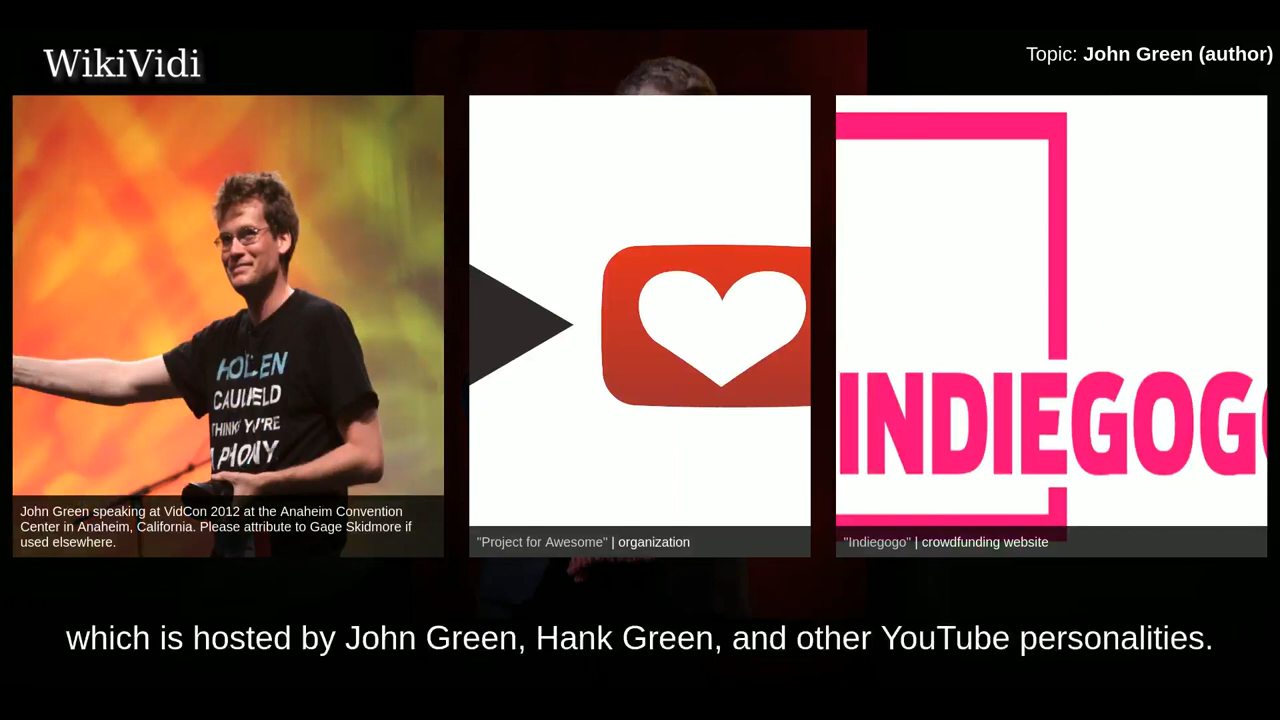 WikiVidi
Topic: John Green (author)
HOLDEN
CAULFIELD
THINKS YOU'RE
A PHONY
John Green speaking at VidCon 2012 at the Anaheim Convention
Center in Anaheim, California. Please attribute to Gage Skidmore if
used elsewhere.
"Project for Awesome" | organization
INDIEGOGO
"Indiegogo" | crowdfunding website
which is hosted by John Green, Hank Green, and other YouTube personalities.